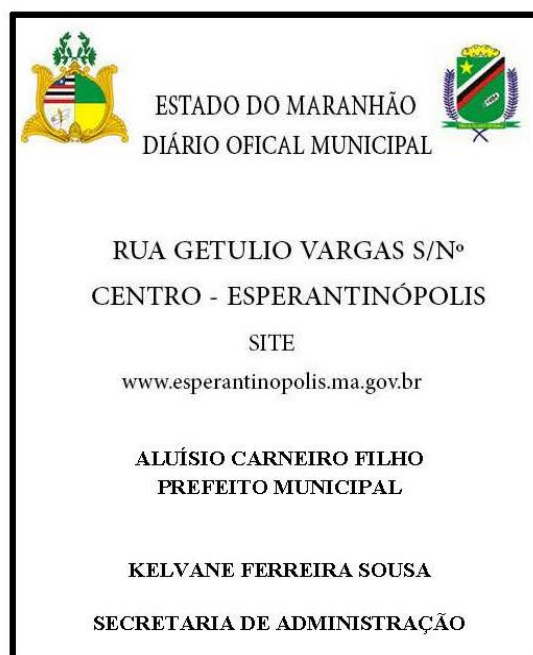 ESTADO DO MARANHÃO
DIÁRIO OFICAL MUNICIPAL
RUA GETULIO VARGAS S/Nº
CENTRO - ESPERANTINÓPOLIS
SITE
www.esperantinopolis.ma.gov.br
ALUÍSIO CARNEIRO FILHO
PREFEITO MUNICIPAL
KELVANE FERREIRA SOUSA
SECRETARIA DE ADMINISTRAÇÃO